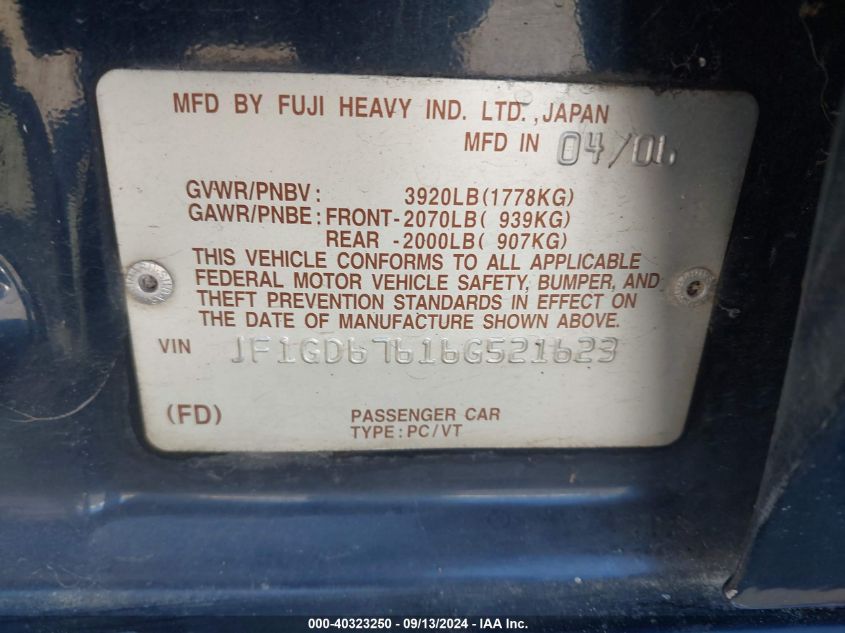 MFD BY FUJI HEAVY IND. LTD., JAPAN
MFD IN 04/06
GVWR/PNBV: 3920LB(1778KG)
GAWR/PNBE: FRONT-2070LB( 939KG)
REAR -2000LB( 907KG)
THIS VEHICLE CONFORMS TO ALL APPLICABLE
FEDERAL MOTOR VEHICLE SAFETY, BUMPER, AND
THEFT PREVENTION STANDARDS IN EFFECT ON
THE DATE OF MANUFACTURE SHOWN ABOVE.
VIN JF1GD67616G521623
(FD) PASSENGER CAR
TYPE: PC/VT
000-40323250 - 09/13/2024 - IAA Inc.